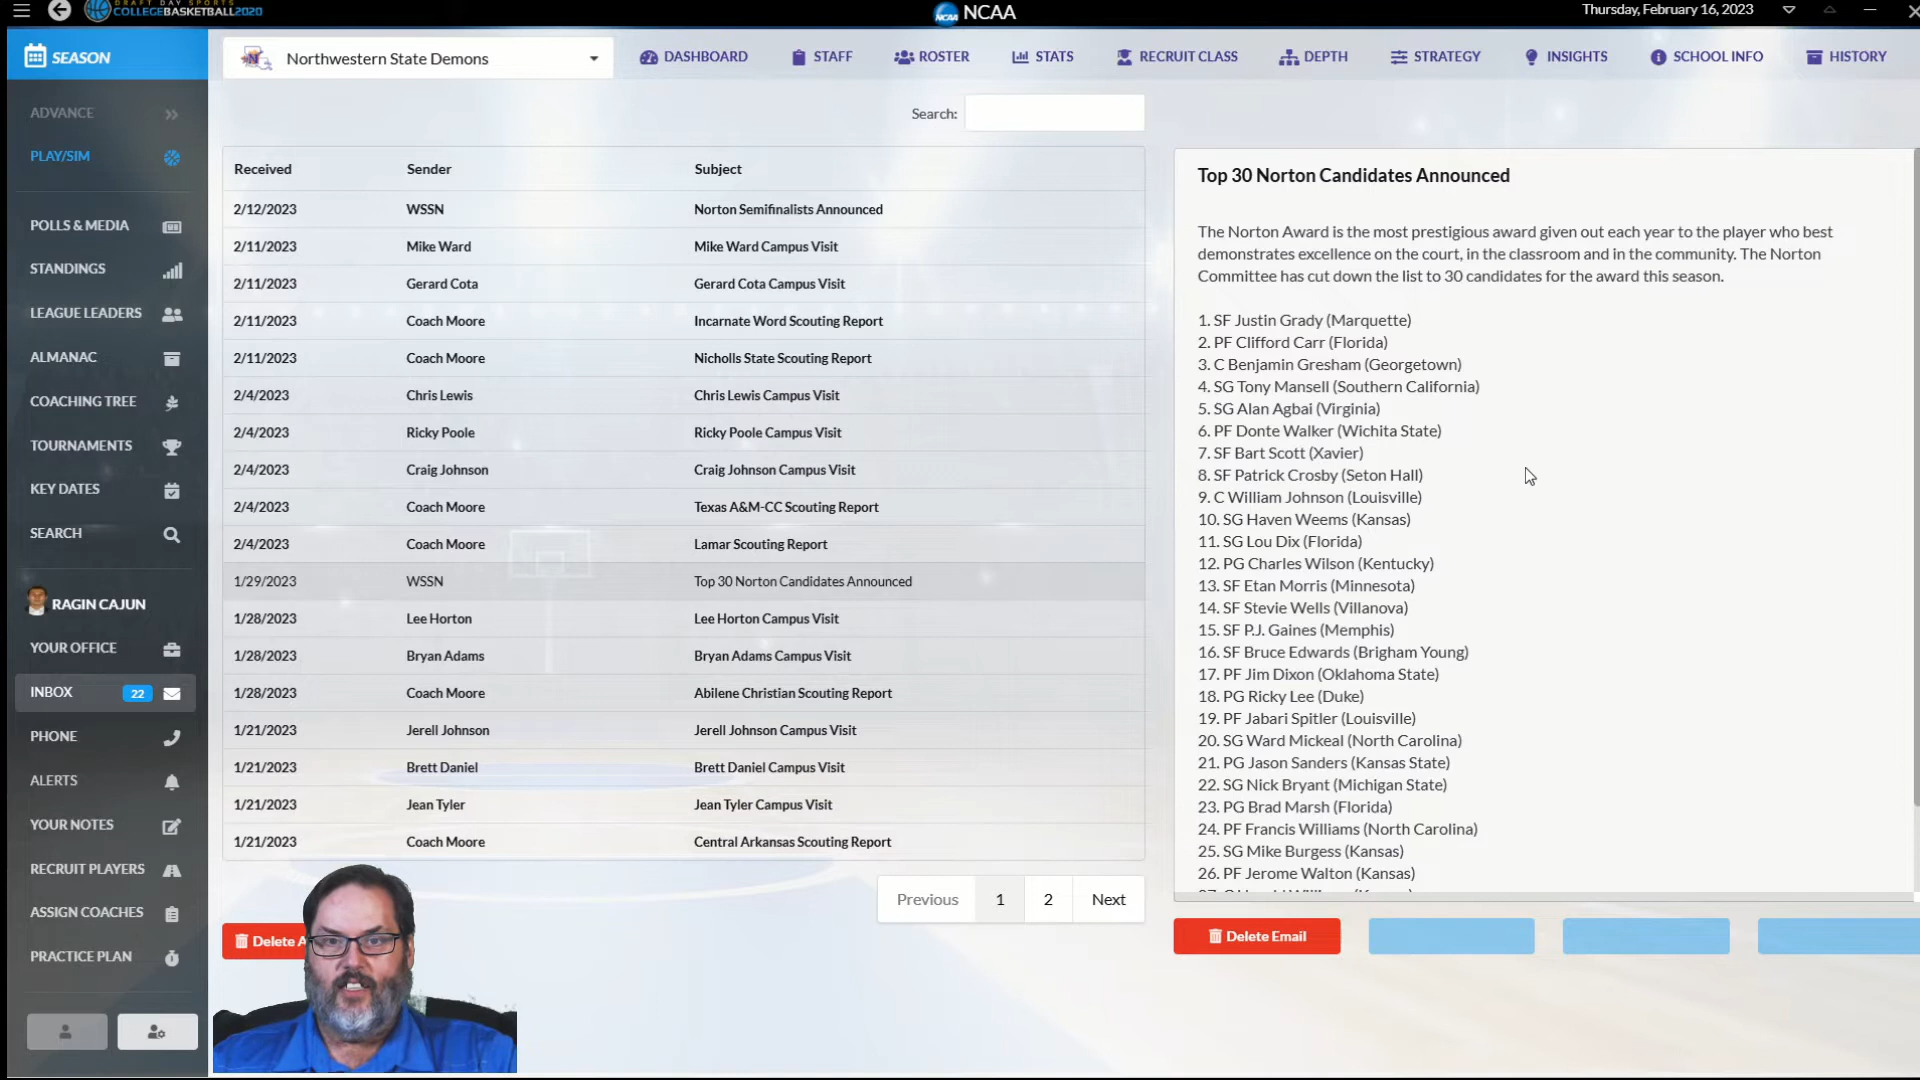 DRAFT DAY SPORTS
COLLEGE BASKETBALL 2020
NCAA NCAA
Thursday, February 16, 2023
SEASON
Northwestern State Demons
DASHBOARD
STAFF
ROSTER
STATS
RECRUIT CLASS
DEPTH
STRATEGY
INSIGHTS
SCHOOL INFO
HISTORY
ADVANCE
PLAY/SIM
POLLS & MEDIA
STANDINGS
LEAGUE LEADERS
ALMANAC
COACHING TREE
TOURNAMENTS
KEY DATES
SEARCH
RAGIN CAJUN
YOUR OFFICE
INBOX 22
PHONE
ALERTS
YOUR NOTES
RECRUIT PLAYERS
ASSIGN COACHES
PRACTICE PLAN
Search:
Received Sender Subject
2/12/2023 WSSN Norton Semifinalists Announced
2/11/2023 Mike Ward Mike Ward Campus Visit
2/11/2023 Gerard Cota Gerard Cota Campus Visit
2/11/2023 Coach Moore Incarnate Word Scouting Report
2/11/2023 Coach Moore Nicholls State Scouting Report
2/4/2023 Chris Lewis Chris Lewis Campus Visit
2/4/2023 Ricky Poole Ricky Poole Campus Visit
2/4/2023 Craig Johnson Craig Johnson Campus Visit
2/4/2023 Coach Moore Texas A&M-CC Scouting Report
2/4/2023 Coach Moore Lamar Scouting Report
1/29/2023 WSSN Top 30 Norton Candidates Announced
1/28/2023 Lee Horton Lee Horton Campus Visit
1/28/2023 Bryan Adams Bryan Adams Campus Visit
1/28/2023 Coach Moore Abilene Christian Scouting Report
1/21/2023 Jerell Johnson Jerell Johnson Campus Visit
1/21/2023 Brett Daniel Brett Daniel Campus Visit
1/21/2023 Jean Tyler Jean Tyler Campus Visit
1/21/2023 Coach Moore Central Arkansas Scouting Report
Previous 1 2 Next
Delete A
Top 30 Norton Candidates Announced
The Norton Award is the most prestigious award given out each year to the player who best
demonstrates excellence on the court, in the classroom and in the community. The Norton
Committee has cut down the list to 30 candidates for the award this season.
1. SF Justin Grady (Marquette)
2. PF Clifford Carr (Florida)
3. C Benjamin Gresham (Georgetown)
4. SG Tony Mansell (Southern California)
5. SG Alan Agbai (Virginia)
6. PF Donte Walker (Wichita State)
7. SF Bart Scott (Xavier)
8. SF Patrick Crosby (Seton Hall)
9. C William Johnson (Louisville)
10. SG Haven Weems (Kansas)
11. SG Lou Dix (Florida)
12. PG Charles Wilson (Kentucky)
13. SF Etan Morris (Minnesota)
14. SF Stevie Wells (Villanova)
15. SF P.J. Gaines (Memphis)
16. SF Bruce Edwards (Brigham Young)
17. PF Jim Dixon (Oklahoma State)
18. PG Ricky Lee (Duke)
19. PF Jabari Spitler (Louisville)
20. SG Ward Mickeal (North Carolina)
21. PG Jason Sanders (Kansas State)
22. SG Nick Bryant (Michigan State)
23. PG Brad Marsh (Florida)
24. PF Francis Williams (North Carolina)
25. SG Mike Burgess (Kansas)
26. PF Jerome Walton (Kansas)
Delete Email